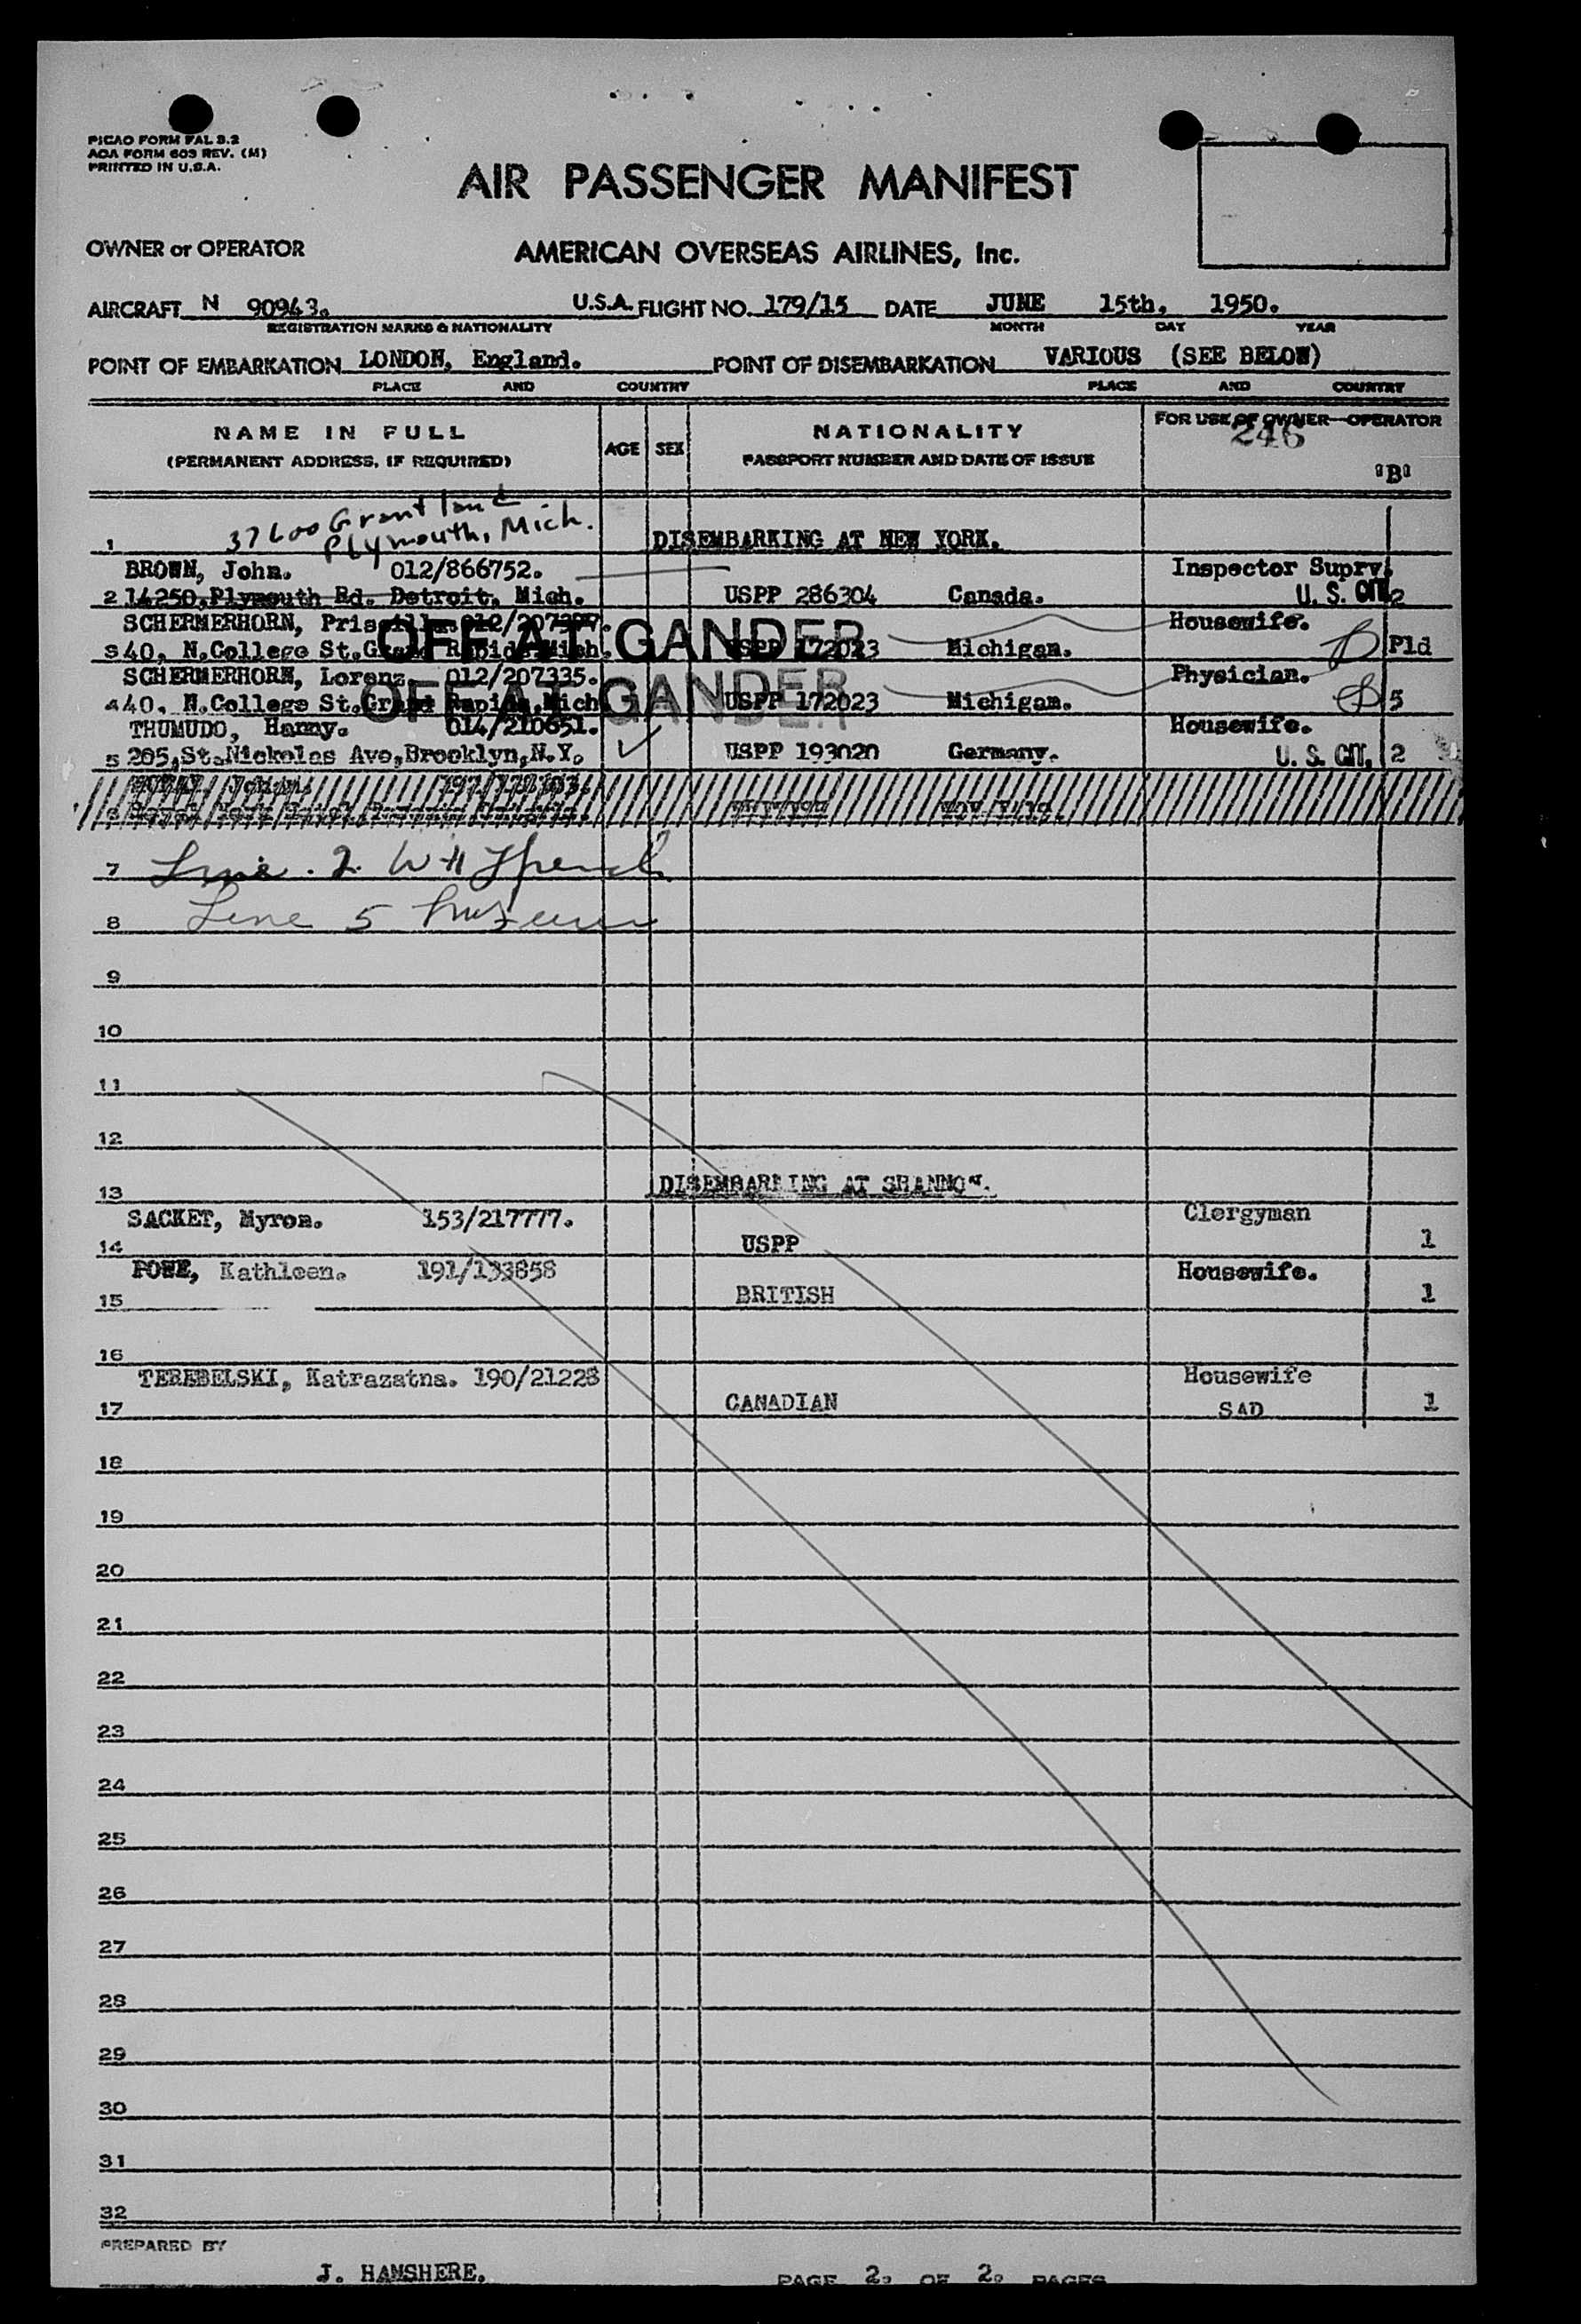 PICAO FORM FAL 3.2
AOA FORM 603 REV. (M)
PRINTED IN U.S.A.
AIR PASSENGER MANIFEST
OWNER or OPERATOR AMERICAN OVERSEAS AIRLINES, Inc.
AIRCRAFT N 90943. U.S.A. FLIGHT NO. 179/15 DATE JUNE 15th, 1950.
REGISTRATION MARKS & NATIONALITY MONTH DAY YEAR
POINT OF EMBARKATION LONDON, England. POINT OF DISEMBARKATION VARIOUS (SEE BELOW)
PLACE AND COUNTRY PLACE AND COUNTRY
NAME IN FULL AGE SEX NATIONALITY FOR USE OF OWNER—OPERATOR
246
(PERMANENT ADDRESS, IF REQUIRED) PASSPORT NUMBER AND DATE OF ISSUE
"B"
37600 Grantland
Plymouth, Mich.
1 DISEMBARKING AT NEW YORK.
BROWN, John. 012/866752. Inspector Suprv.
2 14250, Plymouth Rd. Detroit, Mich. USPP 286304 Canada. U. S. CIT. 2
SCHERMERHORN, Priscilla. Housewife.
OFF AT GANDER
3 40, N.College St.Grand Rapids Mich. USPP 172023 Michigan. Pld
SCHERMERHORN, Lorenz 012/207335. Physician.
OFF AT GANDER
4 40, N.College St.Grand Rapids, Mich USPP 172023 Michigan. 5
THUMUDO, Hanny. 014/210651. Housewife.
5 205,St.Nickolas Ave,Brooklyn,N.Y. USPP 193020 Germany. U. S. CIT. 2
7 Line 2
8 Line 5
9
10
11
12
13 DISEMBARKING AT SHANNON.
SACKET, Myron. 153/217777. Clergyman
14 USPP 1
POWE, Kathleen. 191/133858 Housewife.
15 BRITISH 1
16
TEREBELSKI, Katrazatna. 190/21228 Housewife
17 CANADIAN SAD 1
18
19
20
21
22
23
24
25
26
27
28
29
30
31
32
PREPARED BY
J. HAMSHERE. PAGE 2. OF 2. PAGES